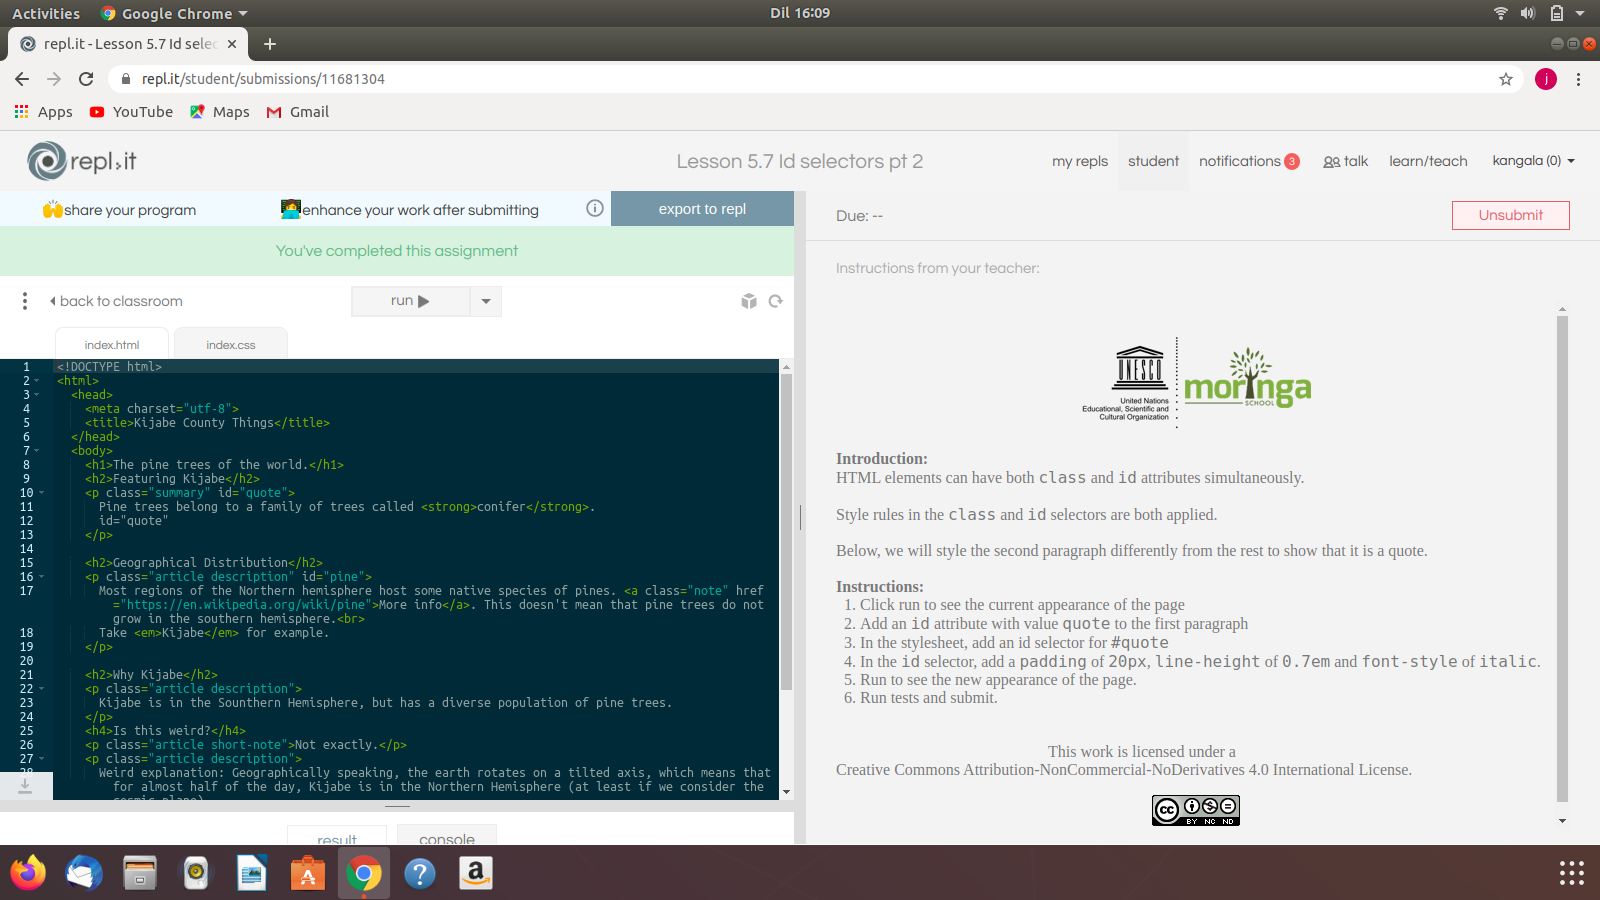 Activities
Google Chrome
Dil 16:09
repl.it - Lesson 5.7 Id selec
repl.it/student/submissions/11681304
j
Apps
YouTube
Maps
Gmail
repl.it
Lesson 5.7 Id selectors pt 2
my repls
student
notifications 3
talk
learn/teach
kangala (0)
share your program
enhance your work after submitting
export to repl
You've completed this assignment
back to classroom
run
index.html
index.css
1 <!DOCTYPE html>
2 <html>
3 <head>
4 <meta charset="utf-8">
5 <title>Kijabe County Things</title>
6 </head>
7 <body>
8 <h1>The pine trees of the world.</h1>
9 <h2>Featuring Kijabe</h2>
10 <p class="summary" id="quote">
11 Pine trees belong to a family of trees called <strong>conifer</strong>.
12 id="quote"
13 </p>
14
15 <h2>Geographical Distribution</h2>
16 <p class="article description" id="pine">
17 Most regions of the Northern hemisphere host some native species of pines. <a class="note" href
="https://en.wikipedia.org/wiki/pine">More info</a>. This doesn't mean that pine trees do not
grow in the southern hemisphere.<br>
18 Take <em>Kijabe</em> for example.
19 </p>
20
21 <h2>Why Kijabe</h2>
22 <p class="article description">
23 Kijabe is in the Sounthern Hemisphere, but has a diverse population of pine trees.
24 </p>
25 <h4>Is this weird?</h4>
26 <p class="article short-note">Not exactly.</p>
27 <p class="article description">
28 Weird explanation: Geographically speaking, the earth rotates on a tilted axis, which means that
for almost half of the day, Kijabe is in the Northern Hemisphere (at least if we consider the
cosmic plane)
result
console
Due: --
Unsubmit
Instructions from your teacher:
UNESCO
United Nations
Educational, Scientific and
Cultural Organization
moringa
SCHOOL
Introduction:
HTML elements can have both class and id attributes simultaneously.
Style rules in the class and id selectors are both applied.
Below, we will style the second paragraph differently from the rest to show that it is a quote.
Instructions:
1. Click run to see the current appearance of the page
2. Add an id attribute with value quote to the first paragraph
3. In the stylesheet, add an id selector for #quote
4. In the id selector, add a padding of 20px, line-height of 0.7em and font-style of italic.
5. Run to see the new appearance of the page.
6. Run tests and submit.
This work is licensed under a
Creative Commons Attribution-NonCommercial-NoDerivatives 4.0 International License.
cc
BY NC ND
?
a